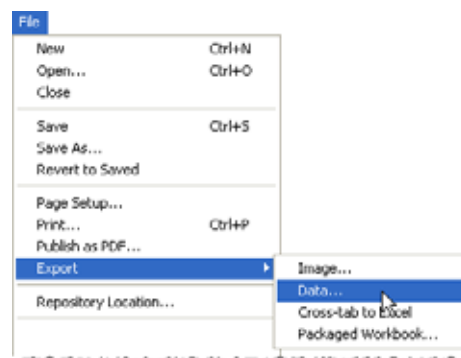 File
New Ctrl+N
Open... Ctrl+O
Close
Save Ctrl+S
Save As...
Revert to Saved
Page Setup...
Print... Ctrl+P
Publish as PDF...
Export
Image...
Data...
Cross-tab to Excel
Packaged Workbook...
Repository Location...